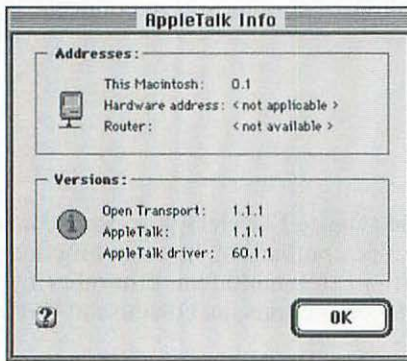 AppleTalk Info
Addresses:
This Macintosh: 0.1
Hardware address: < not applicable >
Router: < not available >
Versions:
Open Transport: 1.1.1
AppleTalk: 1.1.1
AppleTalk driver: 60.1.1
OK